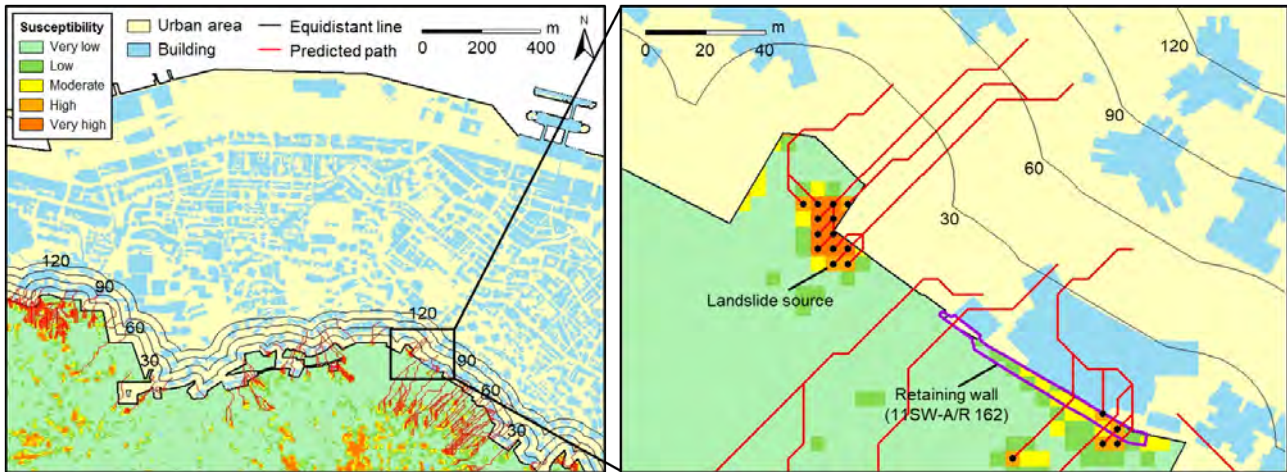 Susceptibility
Very low
Low
Moderate
High
Very high
Urban area
Building
Equidistant line
Predicted path
m
0 200 400
N
120
90
60
30
120
90
60
30
m
0 20 40
120
90
60
30
Landslide source
Retaining wall
(11SW-A/R 162)